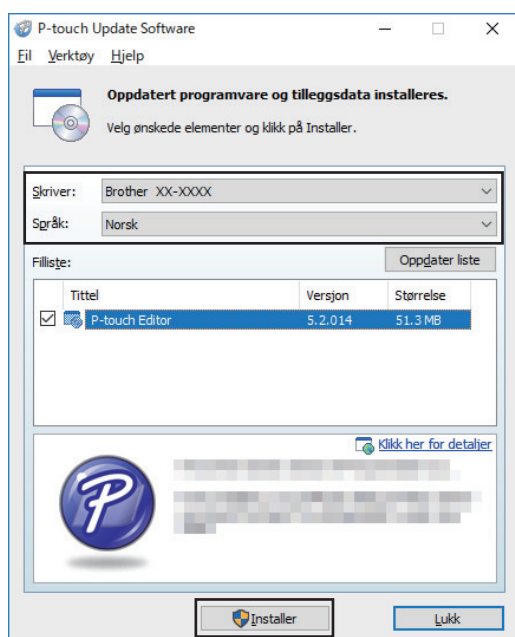 P-touch Update Software
Fil Verktøy Hjelp
Oppdatert programvare og tilleggsdata installeres.
Velg ønskede elementer og klikk på Installer.
Skriver: Brother XX-XXXX
Språk: Norsk
Filliste: Oppdater liste
Tittel Versjon Størrelse
P-touch Editor 5.2.014 51.3 MB
Klikk her for detaljer
P
Installer Lukk